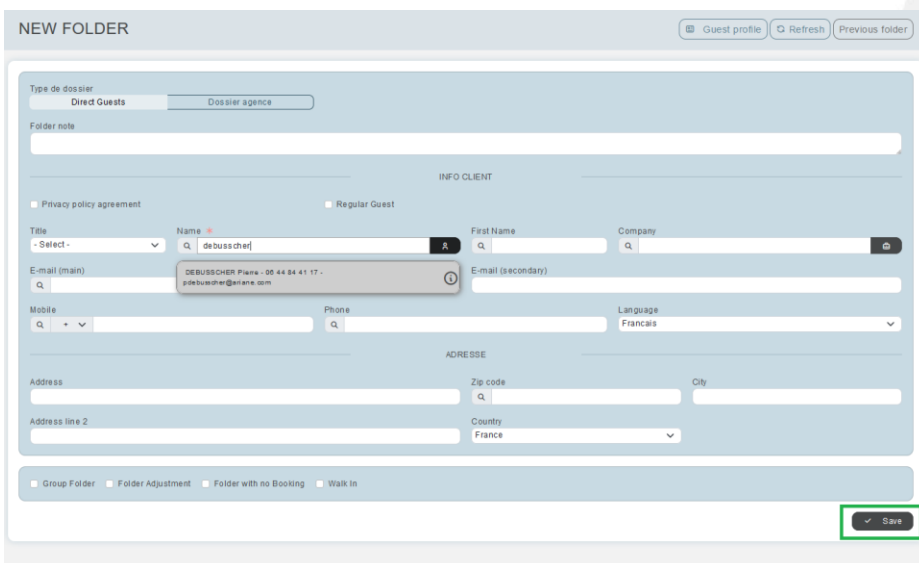 NEW FOLDER
Guest profile Refresh Previous folder
Type de dossier
Direct Guests Dossier agence
Folder note
INFO CLIENT
Privacy policy agreement Regular Guest
Title Name * First Name Company
- Select - debusscher
E-mail (main) E-mail (secondary)
DEBUSSCHER Pierre - 06 44 84 41 17 -
pdebusscher@ariane.com
Mobile Phone Language
+ Francais
ADRESSE
Address Zip code City
Address line 2 Country
France
Group Folder Folder Adjustment Folder with no Booking Walk In
Save